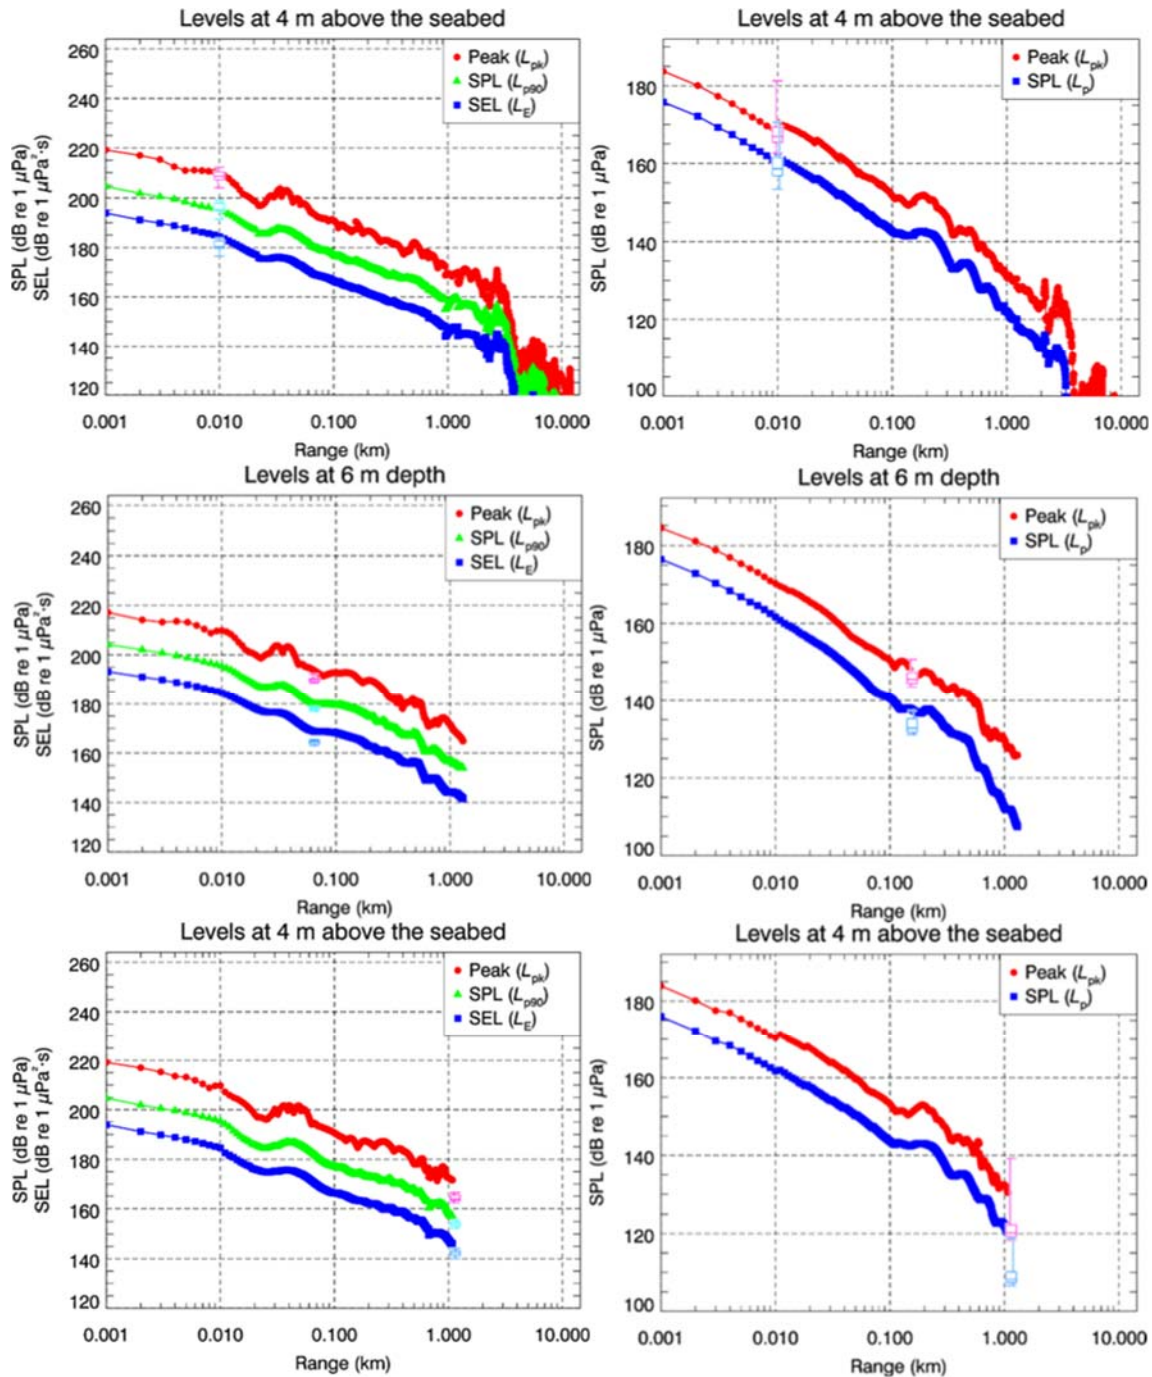 Levels at 4 m above the seabed
260
240
220
200
180
160
140
120
SPL (dB re 1 μPa)
SEL (dB re 1 μPa²·s)
Peak (Lpk)
SPL (Lp90)
SEL (LE)
0.001 0.010 0.100 1.000 10.000
Range (km)
Levels at 4 m above the seabed
180
160
140
120
100
SPL (dB re 1 μPa)
Peak (Lpk)
SPL (Lp)
0.001 0.010 0.100 1.000 10.000
Range (km)
Levels at 6 m depth
260
240
220
200
180
160
140
120
SPL (dB re 1 μPa)
SEL (dB re 1 μPa²·s)
Peak (Lpk)
SPL (Lp90)
SEL (LE)
0.001 0.010 0.100 1.000 10.000
Range (km)
Levels at 6 m depth
180
160
140
120
100
SPL (dB re 1 μPa)
Peak (Lpk)
SPL (Lp)
0.001 0.010 0.100 1.000 10.000
Range (km)
Levels at 4 m above the seabed
260
240
220
200
180
160
140
120
SPL (dB re 1 μPa)
SEL (dB re 1 μPa²·s)
Peak (Lpk)
SPL (Lp90)
SEL (LE)
0.001 0.010 0.100 1.000 10.000
Range (km)
Levels at 4 m above the seabed
180
160
140
120
100
SPL (dB re 1 μPa)
Peak (Lpk)
SPL (Lp)
0.001 0.010 0.100 1.000 10.000
Range (km)